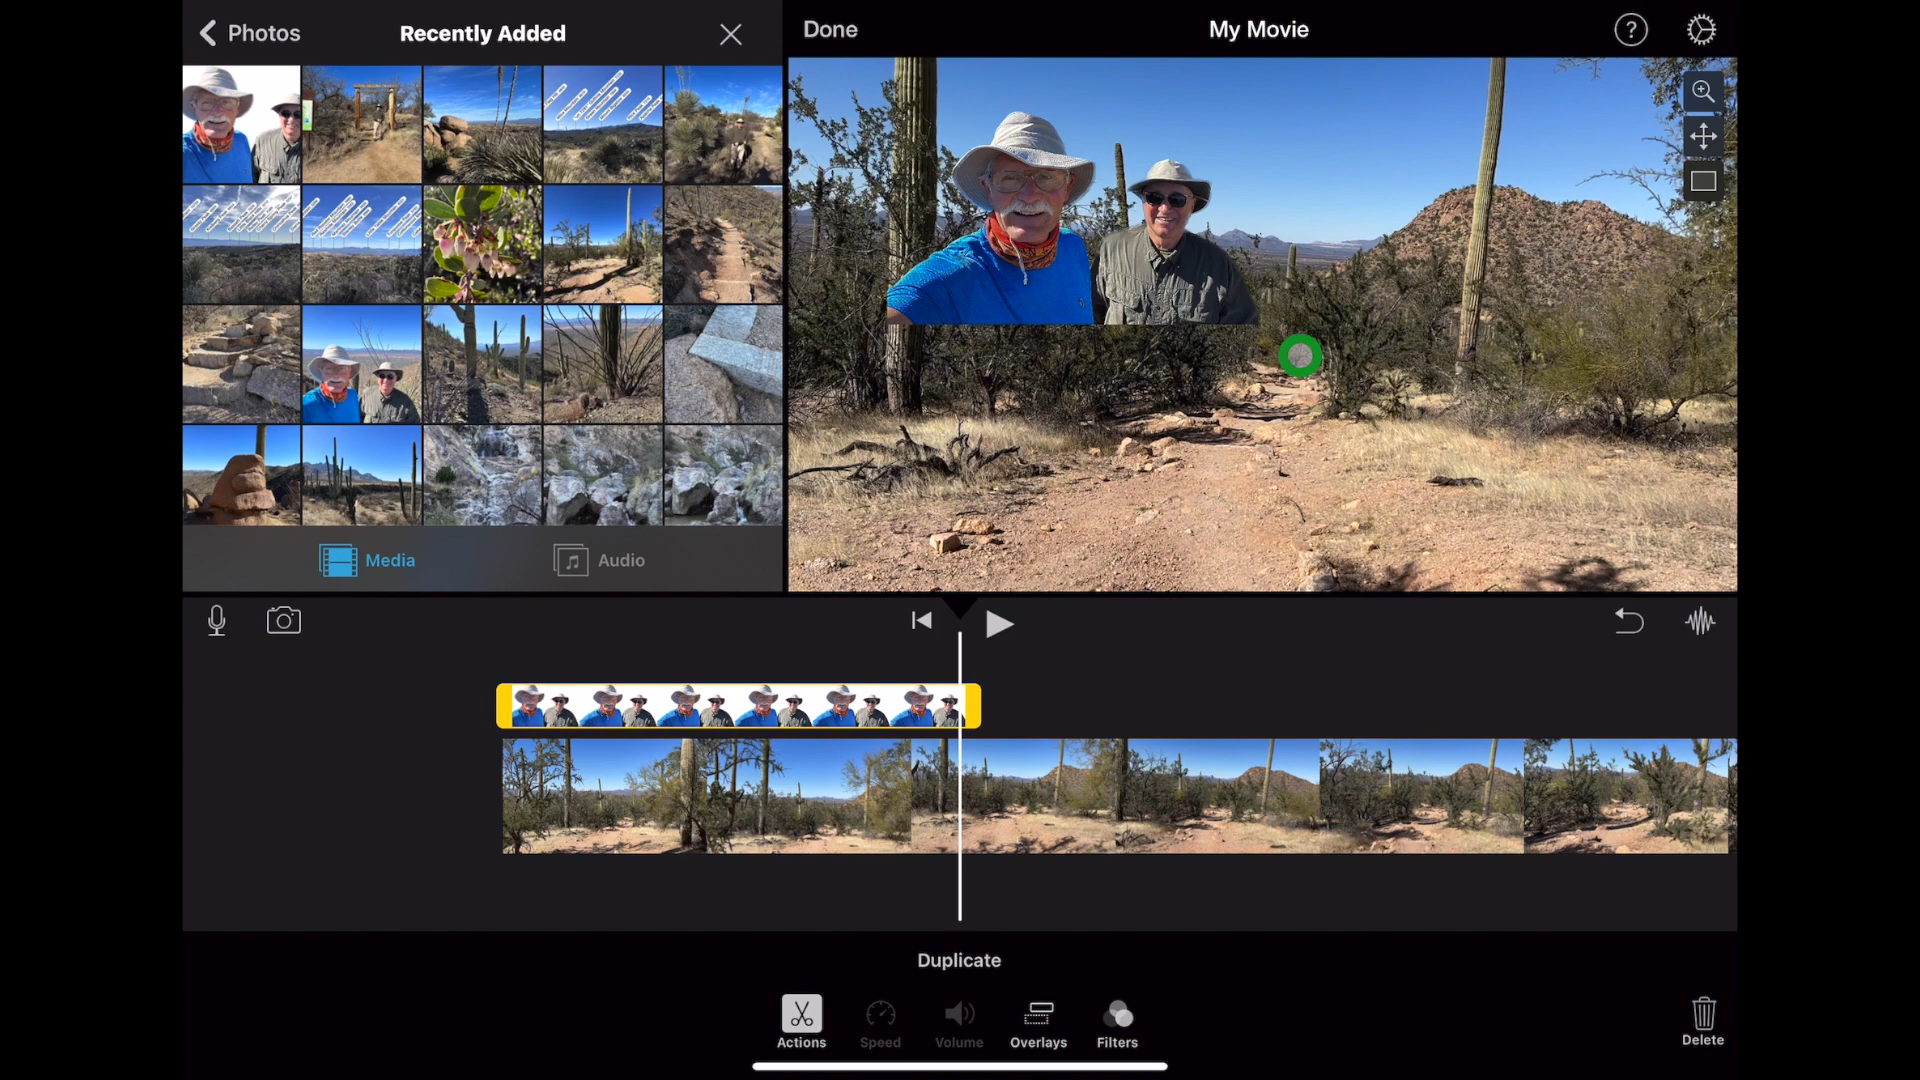 Photos
Recently Added
Done
My Movie
?
Media
Audio
Duplicate
Actions
Speed
Volume
Overlays
Filters
Delete